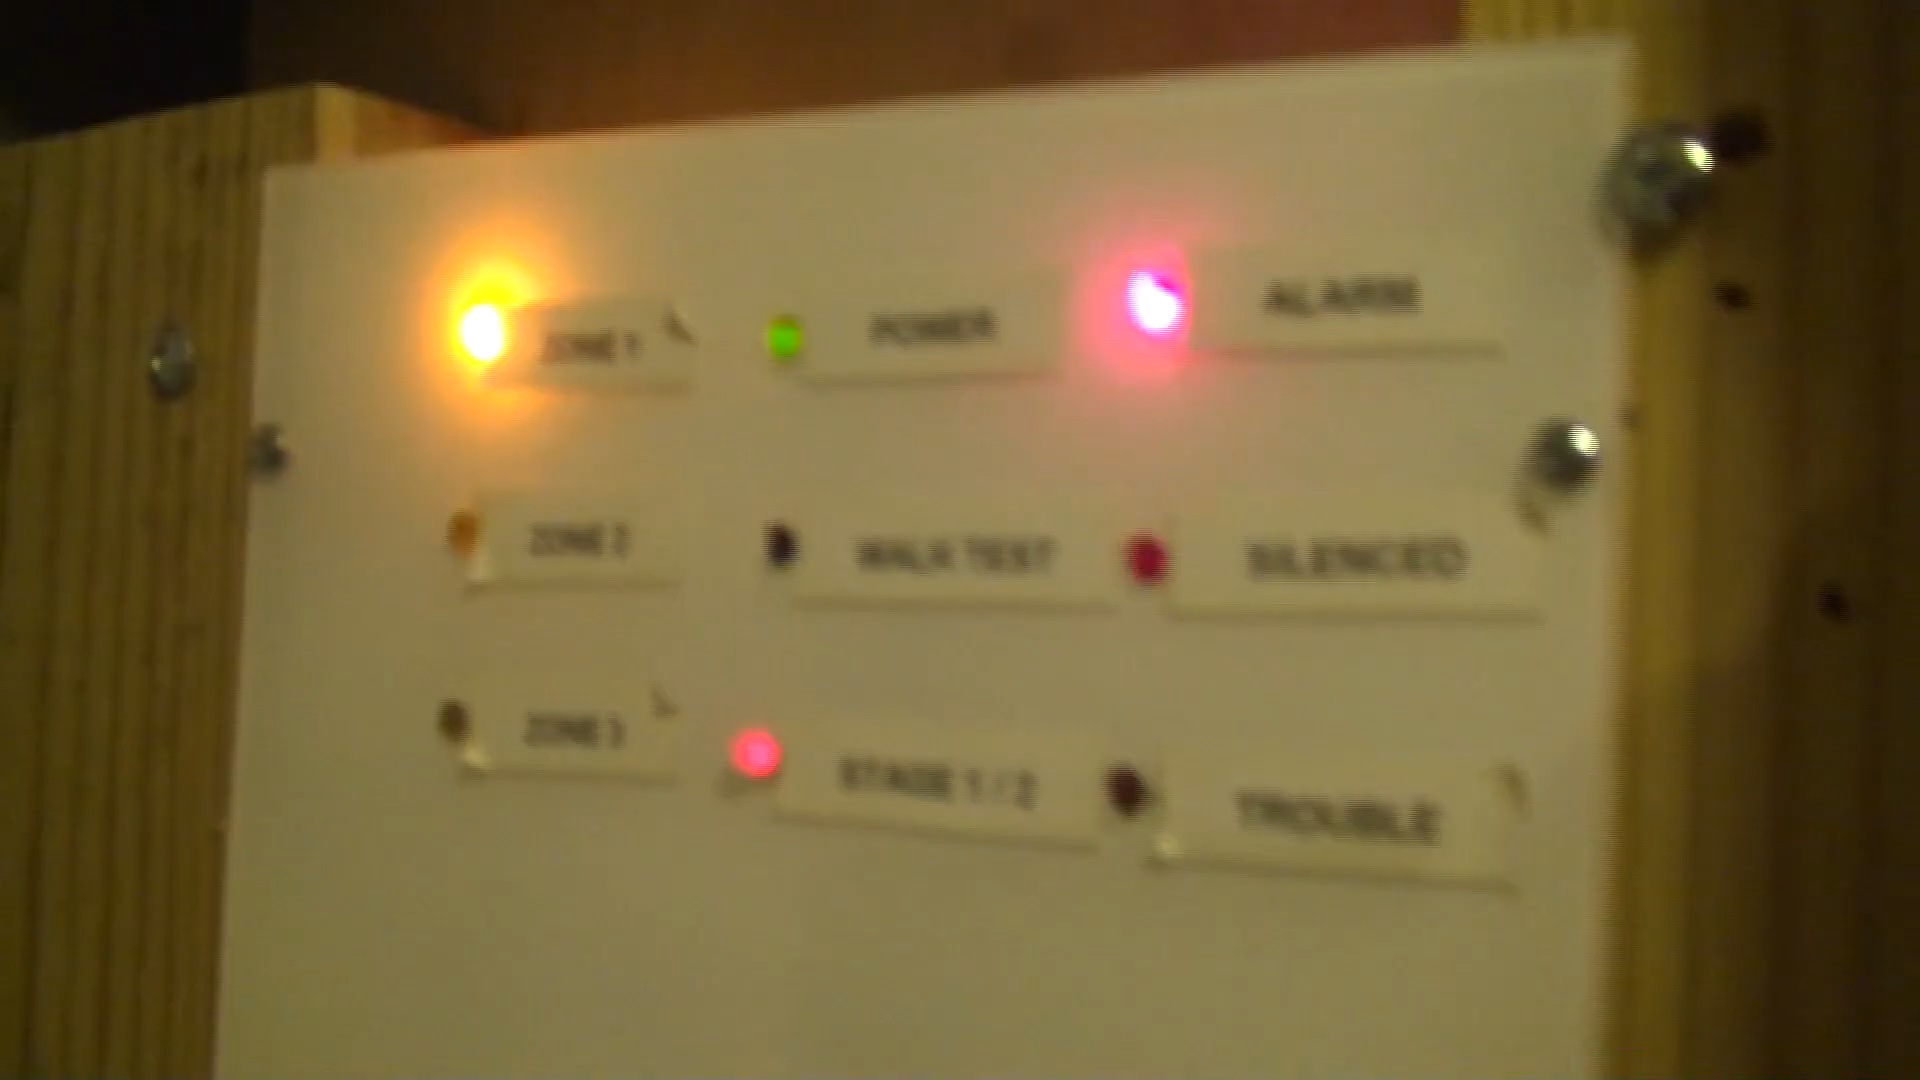 ZONE 1
POWER
ALARM
ZONE 2
WALK TEST
SILENCED
ZONE 3
STAGE 1 / 2
TROUBLE